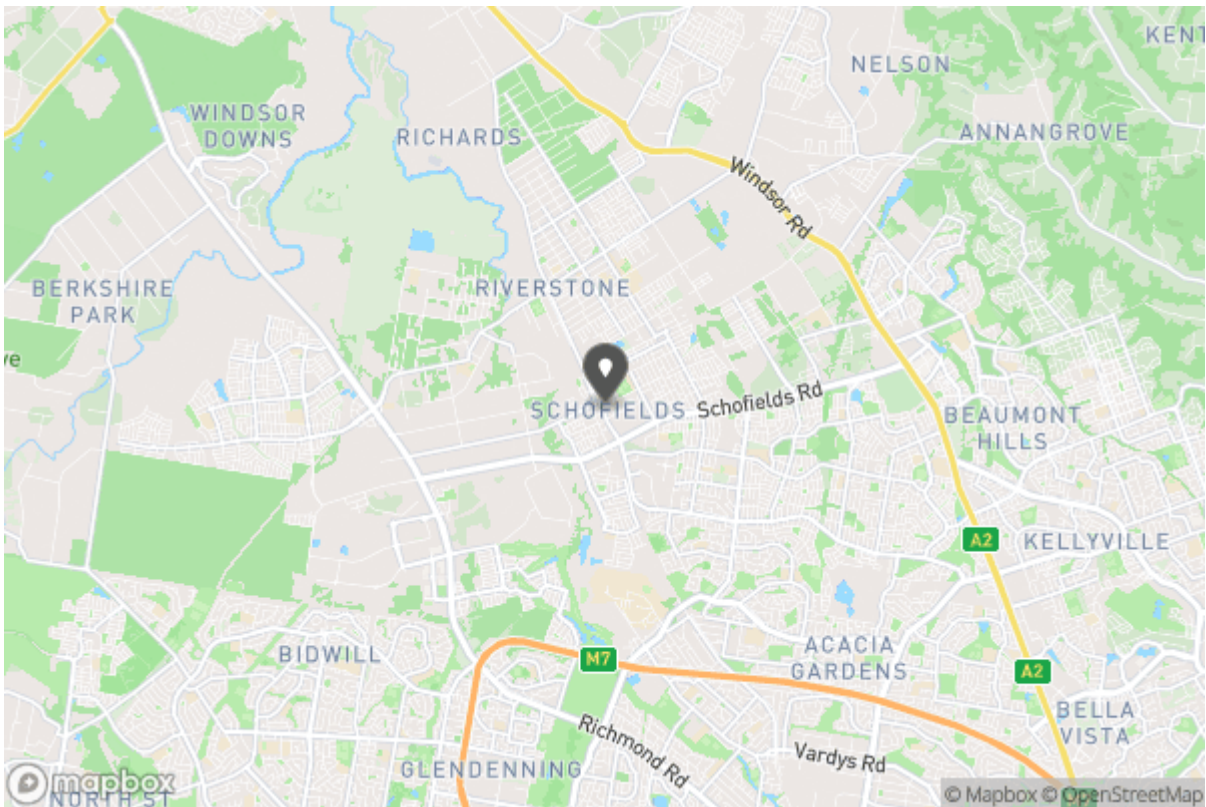 KENT
NELSON
WINDSOR
DOWNS
RICHARDS
ANNANGROVE
Windsor Rd
BERKSHIRE
PARK
RIVERSTONE
ve
SCHOFIELDS
Schofields Rd
BEAUMONT
HILLS
A2
KELLYVILLE
BIDWILL
M7
ACACIA
GARDENS
A2
BELLA
VISTA
Richmond Rd
Vardys Rd
GLENDENNING
mapbox
NORTH ST
© Mapbox © OpenStreetMap